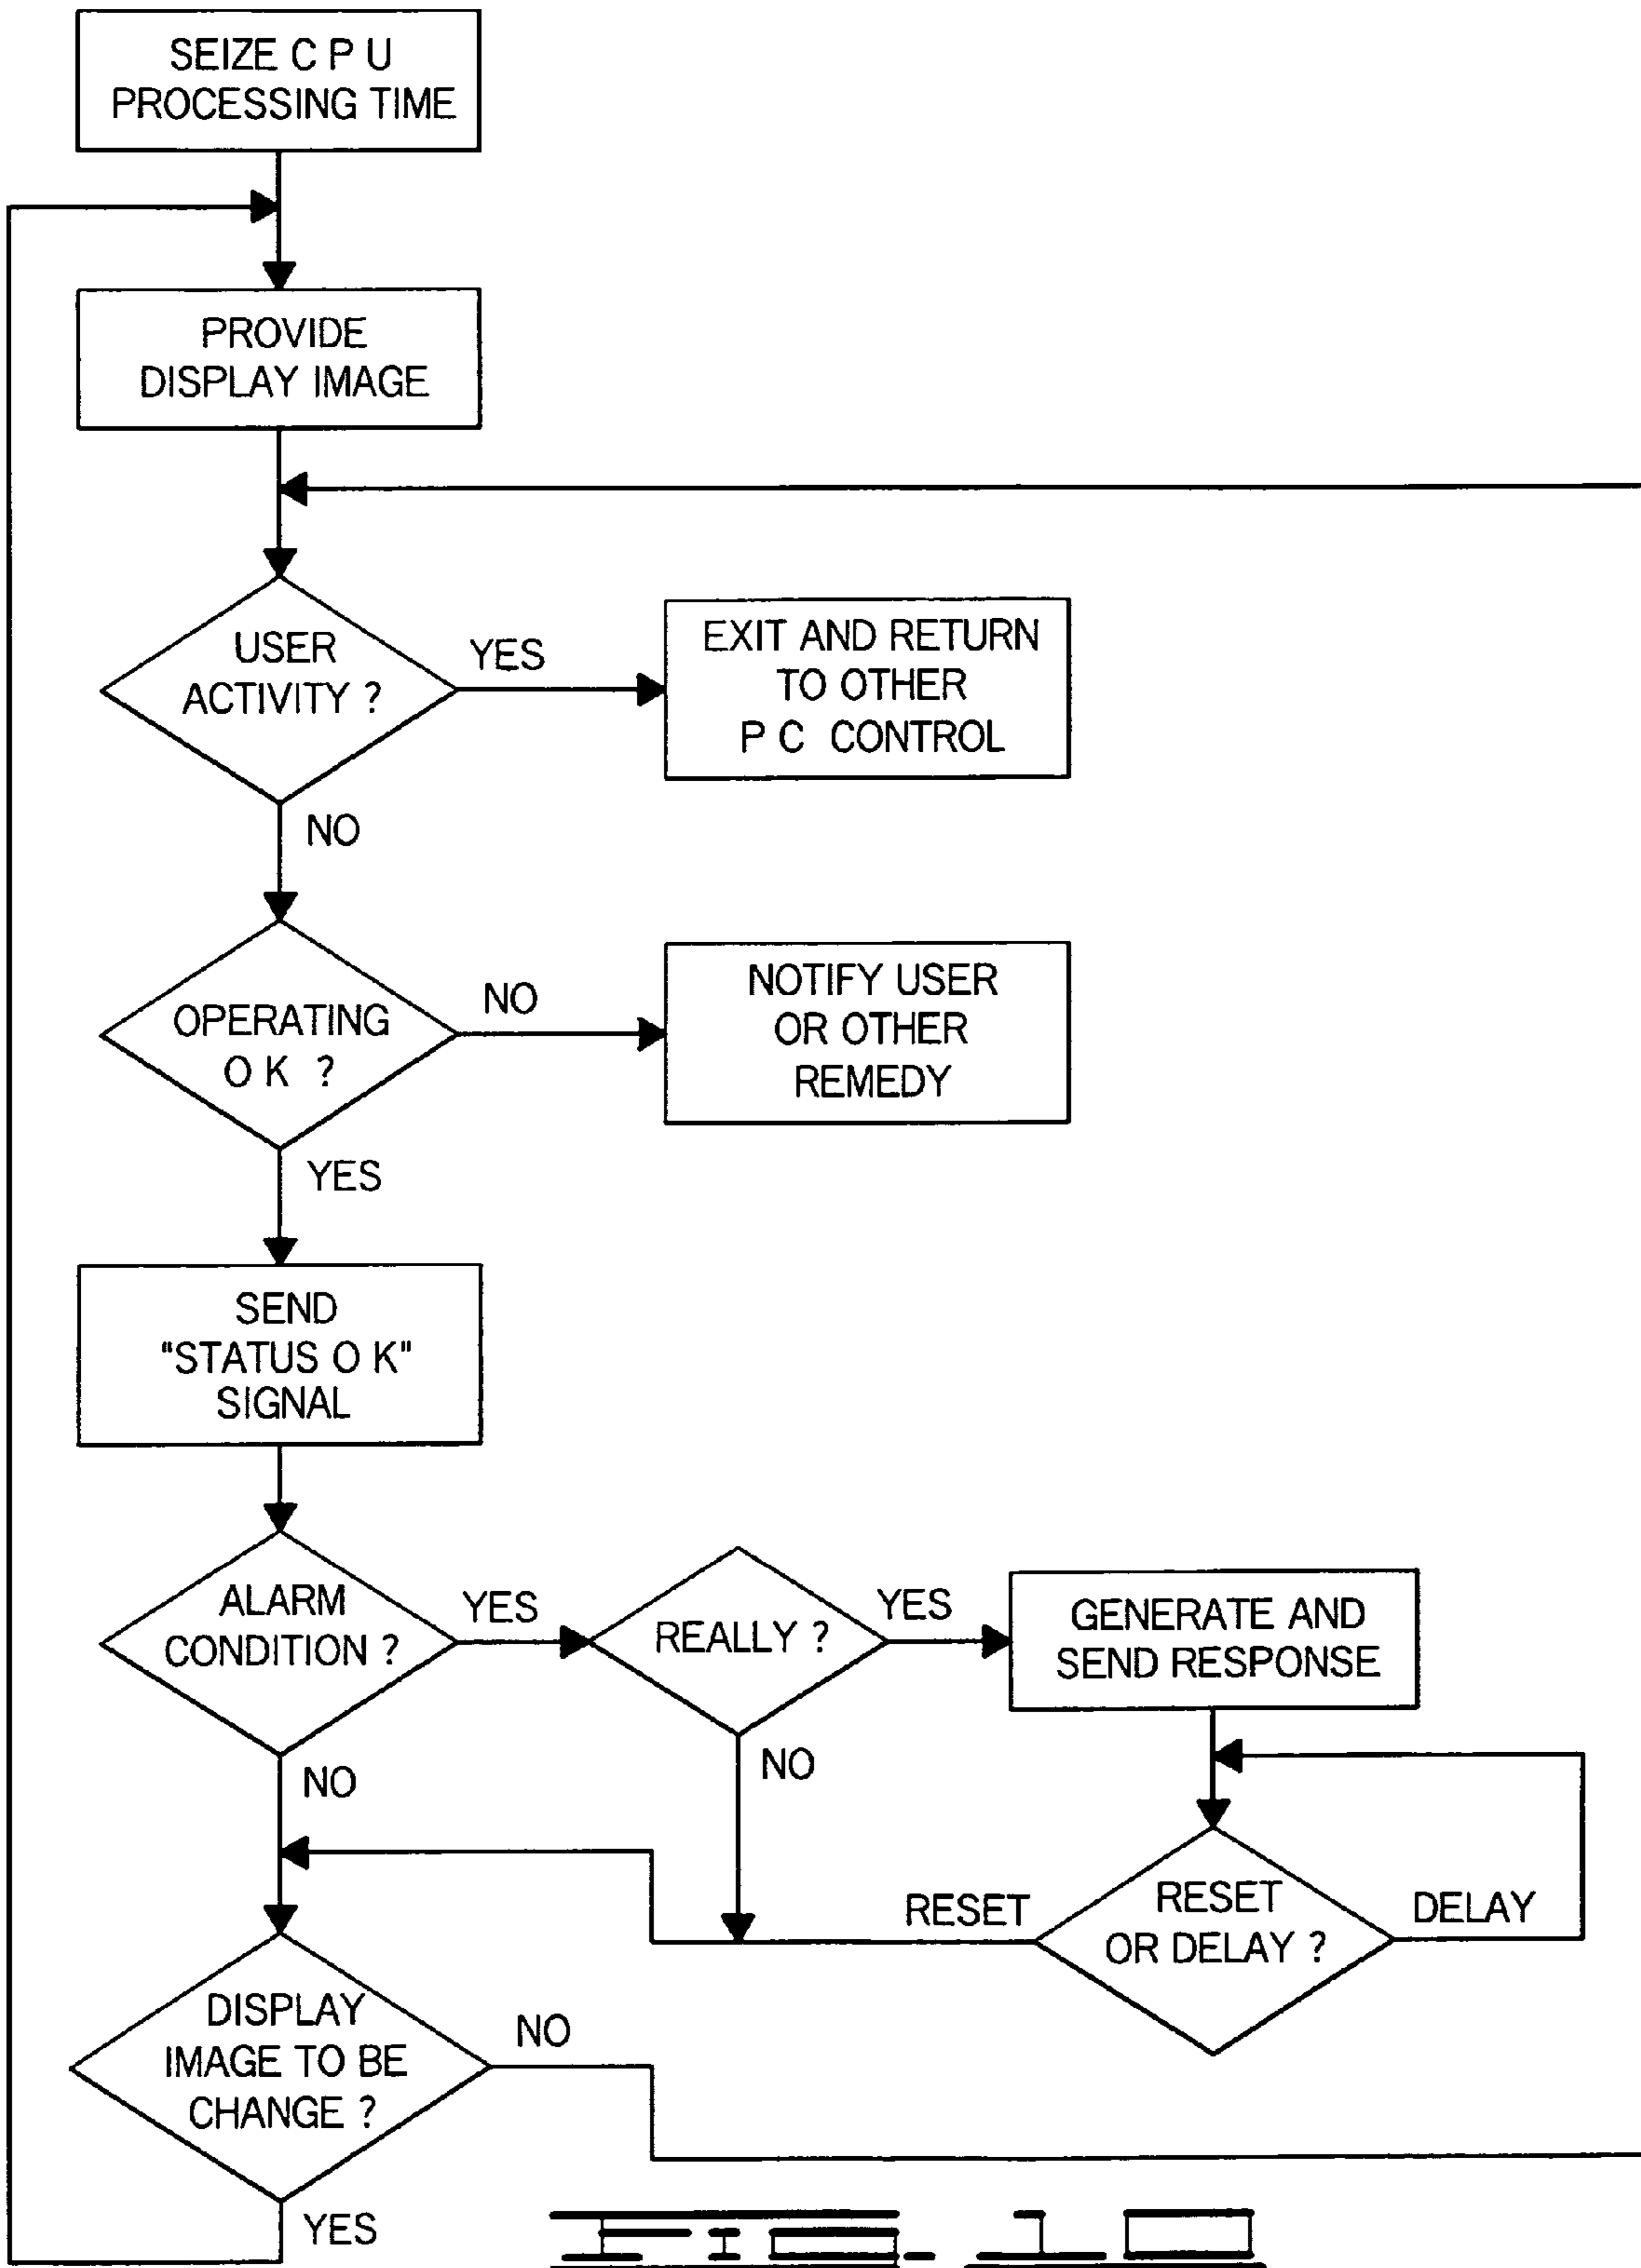 SEIZE C P U
PROCESSING TIME
PROVIDE
DISPLAY IMAGE
USER
ACTIVITY ?
YES
EXIT AND RETURN
TO OTHER
P C CONTROL
NO
OPERATING
O K ?
NO
NOTIFY USER
OR OTHER
REMEDY
YES
SEND
"STATUS O K"
SIGNAL
ALARM
CONDITION ?
YES
REALLY ?
YES
GENERATE AND
SEND RESPONSE
NO
NO
RESET
OR DELAY ?
RESET
DELAY
DISPLAY
IMAGE TO BE
CHANGE ?
NO
YES